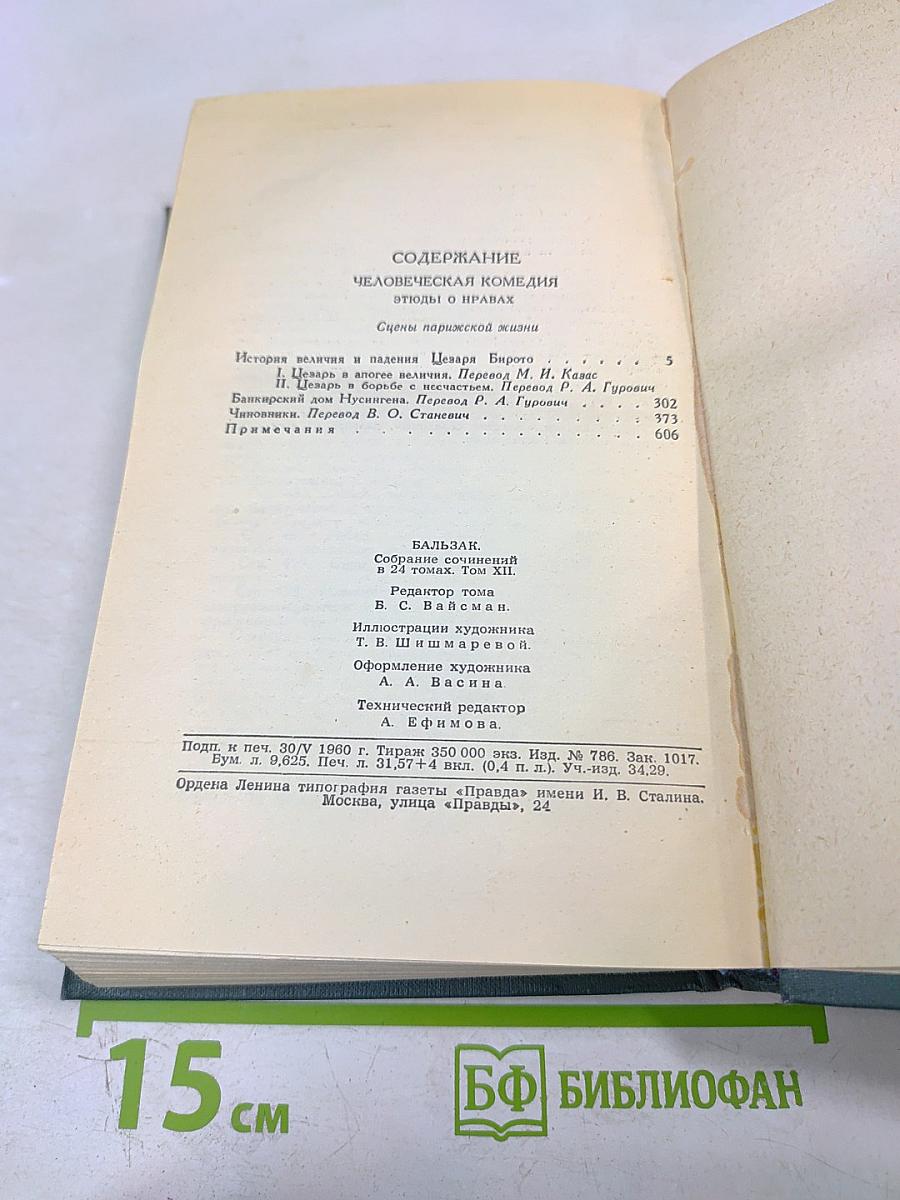 СОДЕРЖАНИЕ
ЧЕЛОВЕЧЕСКАЯ КОМЕДИЯ
ЭТЮДЫ О НРАВАХ
Сцены парижской жизни
История величия и падения Цезаря Бирото . . . . . . 5
I. Цезарь в апогее величия. Перевод М. И. Казас
II. Цезарь в борьбе с несчастьем. Перевод Р. А. Гурович
Банкирский дом Нусингена. Перевод Р. А. Гурович . . . . 302
Чиновники. Перевод В. О. Станевич . . . . . . . . . 373
Примечания . . . . . . . . . . . . . . . . 606
БАЛЬЗАК.
Собрание сочинений
в 24 томах. Том XII.
Редактор тома
Б. С. Вайсман.
Иллюстрации художника
Т. В. Шишмаревой.
Оформление художника
А. А. Васина.
Технический редактор
А. Ефимова.
Подп. к печ. 30/V 1960 г. Тираж 350 000 экз. Изд. № 786. Зак. 1017.
Бум. л. 9,625. Печ. л. 31,57+4 вкл. (0,4 п. л.). Уч.-изд. 34,29.
Ордена Ленина типография газеты «Правда» имени И. В. Сталина.
Москва, улица «Правды», 24
15 см
БФ БИБЛИОФАН